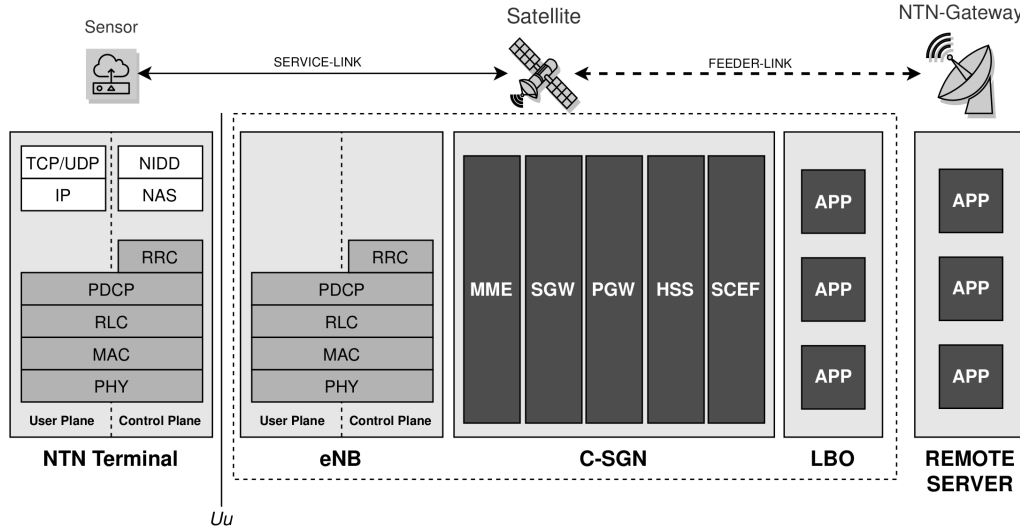 Sensor
Satellite
NTN-Gateway
SERVICE-LINK
FEEDER-LINK
TCP/UDP
NIDD
IP
NAS
RRC
PDCP
RLC
MAC
PHY
User Plane
Control Plane
NTN Terminal
Uu
RRC
PDCP
RLC
MAC
PHY
User Plane
Control Plane
eNB
MME
SGW
PGW
HSS
SCEF
C-SGN
APP
APP
APP
LBO
APP
APP
APP
REMOTE
SERVER